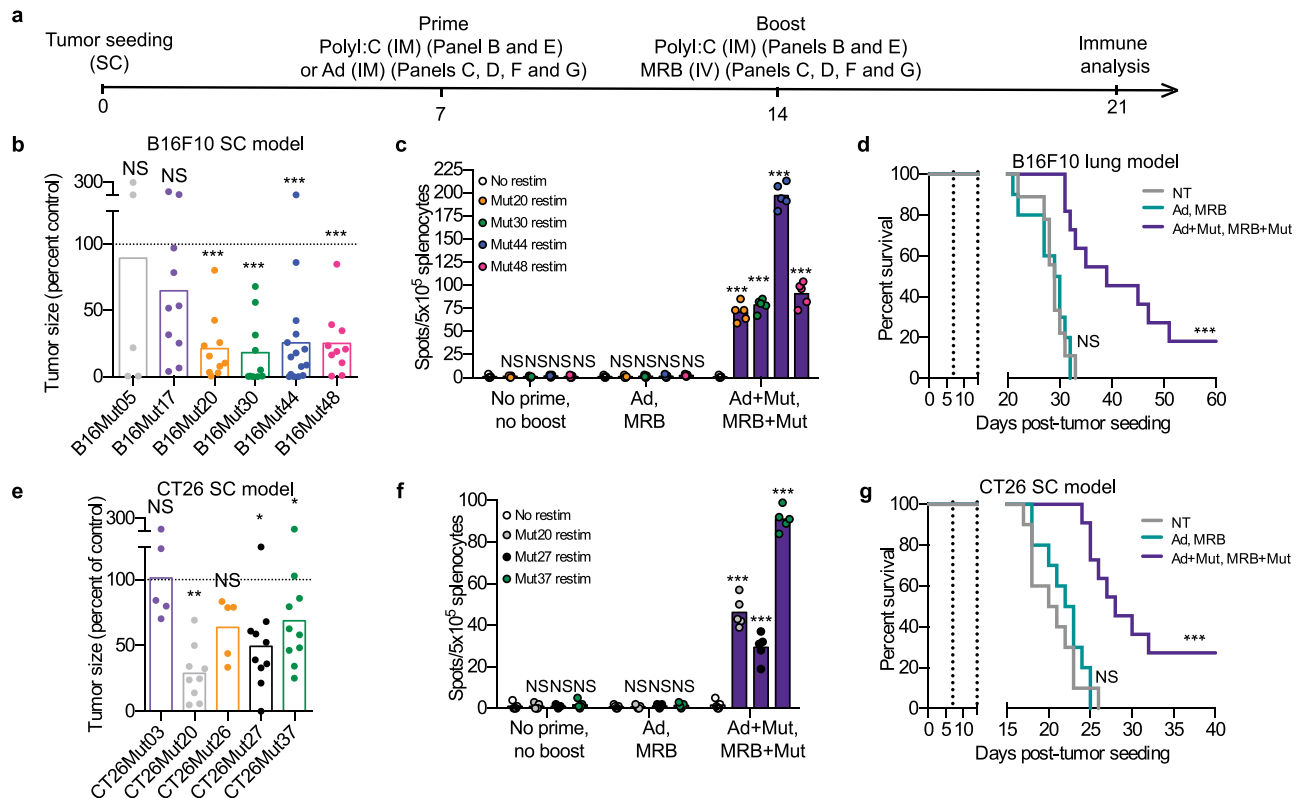 a
Tumor seeding
(SC)
Prime
PolyI:C (IM) (Panel B and E)
or Ad (IM) (Panels C, D, F and G)
Boost
PolyI:C (IM) (Panels B and E)
MRB (IV) (Panels C, D, F and G)
Immune
analysis
0
7
14
21
b
B16F10 SC model
Tumor size (percent control)
300
100
50
0
NS
NS
***
***
***
***
B16Mut05
B16Mut17
B16Mut20
B16Mut30
B16Mut44
B16Mut48
c
Spots/5x10⁵ splenocytes
225
200
175
150
125
100
75
50
25
0
No restim
Mut20 restim
Mut30 restim
Mut44 restim
Mut48 restim
NSNSNSNS
NSNSNSNS
***
***
***
***
No prime,
no boost
Ad,
MRB
Ad+Mut,
MRB+Mut
d
B16F10 lung model
Percent survival
100
80
60
40
20
0
NT
Ad, MRB
Ad+Mut, MRB+Mut
NS
***
0 5 10 20 30 40 50 60
Days post-tumor seeding
e
CT26 SC model
Tumor size (percent of control)
300
100
50
0
NS
**
NS
*
*
CT26Mut03
CT26Mut20
CT26Mut26
CT26Mut27
CT26Mut37
f
Spots/5x10⁵ splenocytes
100
80
60
40
20
0
No restim
Mut20 restim
Mut27 restim
Mut37 restim
NSNSNS
NSNSNS
***
***
***
No prime,
no boost
Ad,
MRB
Ad+Mut,
MRB+Mut
g
CT26 SC model
Percent survival
100
80
60
40
20
0
NT
Ad, MRB
Ad+Mut, MRB+Mut
NS
***
0 5 10 15 20 25 30 35 40
Days post-tumor seeding